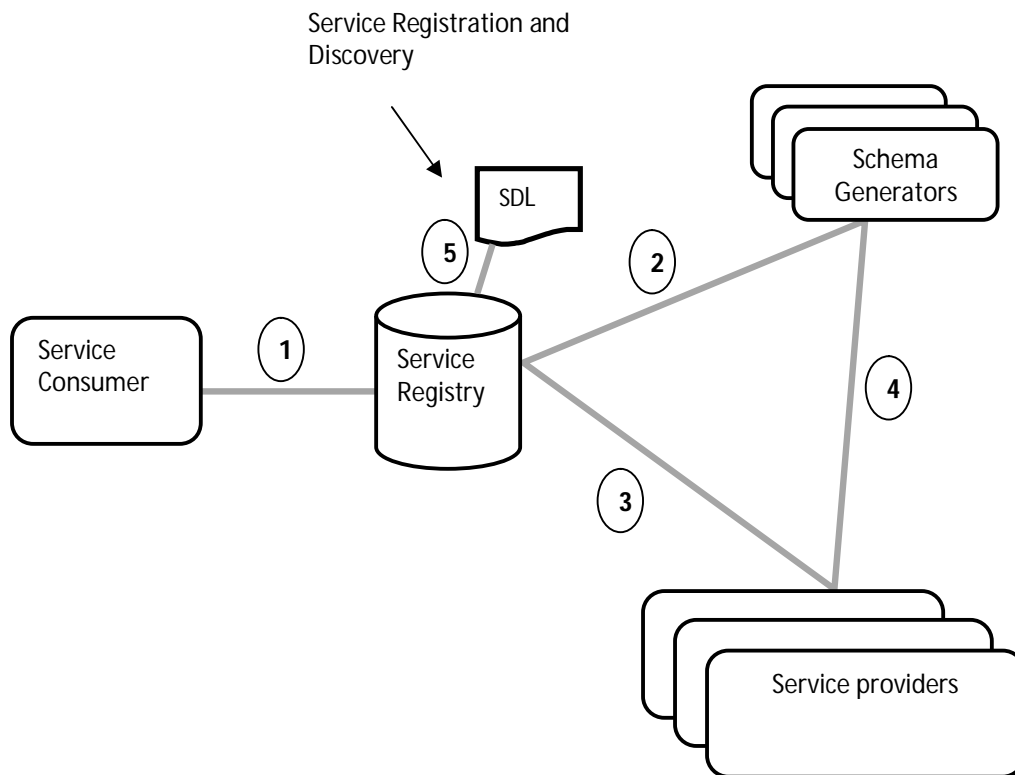 Service Registration and
Discovery
Schema
Generators
SDL
5
2
1
Service
Consumer
Service
Registry
4
3
Service providers